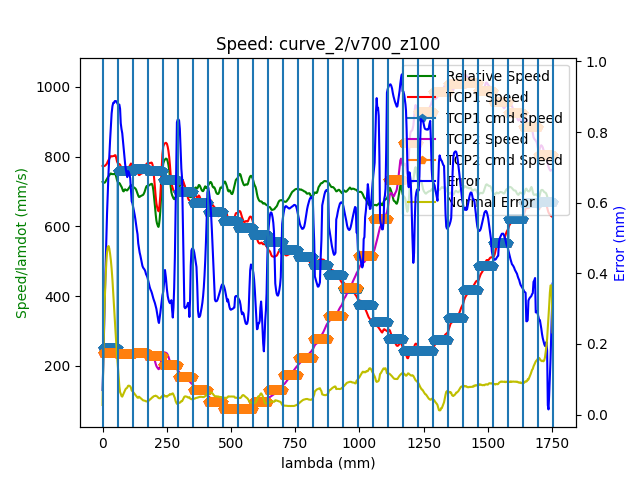 Speed: curve_2/v700_z100
Speed/lamdot (mm/s)
1000
800
600
400
200
Relative Speed
TCP1 Speed
TCP1 cmd Speed
TCP2 Speed
TCP2 cmd Speed
Error
Normal Error
1.0
0.8
0.6
0.4
0.2
0.0
Error (mm)
0 250 500 750 1000 1250 1500 1750
lambda (mm)